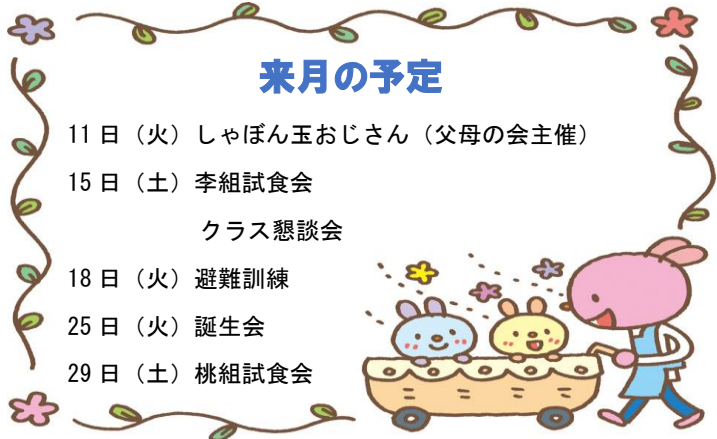 来月の予定
11日（火）しゃぼん玉おじさん（父母の会主催）
15日（土）李組試食会
クラス懇談会
18日（火）避難訓練
25日（火）誕生会
29日（土）桃組試食会